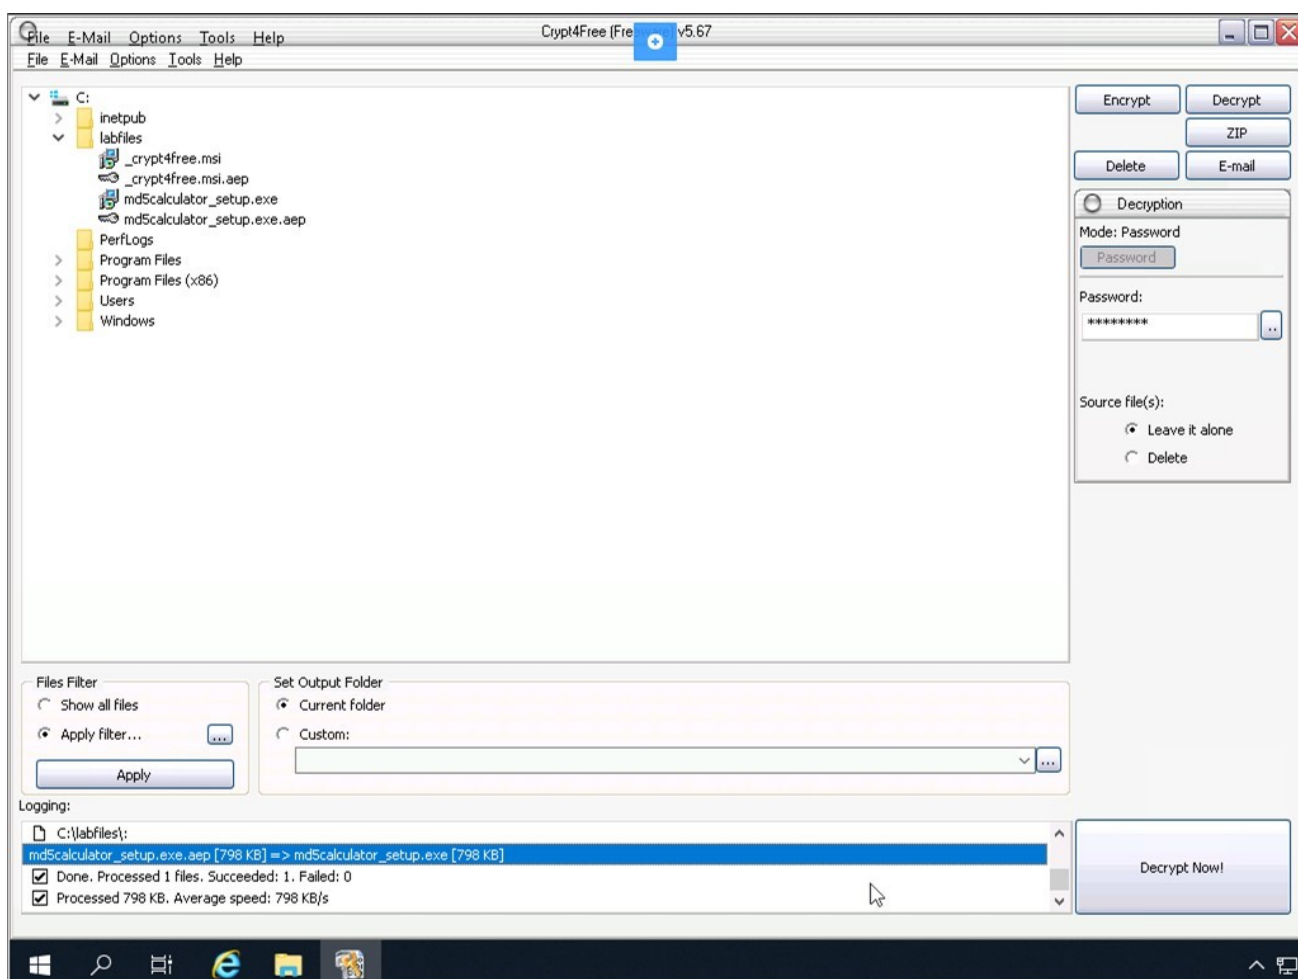 Crypt4Free (Freeware) v5.67
File E-Mail Options Tools Help
File E-Mail Options Tools Help
C:
inetpub
labfiles
_crypt4free.msi
_crypt4free.msi.aep
md5calculator_setup.exe
md5calculator_setup.exe.aep
PerfLogs
Program Files
Program Files (x86)
Users
Windows
Encrypt Decrypt
ZIP
Delete E-mail
Decryption
Mode: Password
Password
Password:
********
..
Source file(s):
Leave it alone
Delete
Files Filter
Show all files
Apply filter... ...
Apply
Set Output Folder
Current folder
Custom:
...
Logging:
C:\labfiles\:
md5calculator_setup.exe.aep [798 KB] => md5calculator_setup.exe [798 KB]
Done. Processed 1 files. Succeeded: 1. Failed: 0
Processed 798 KB. Average speed: 798 KB/s
Decrypt Now!